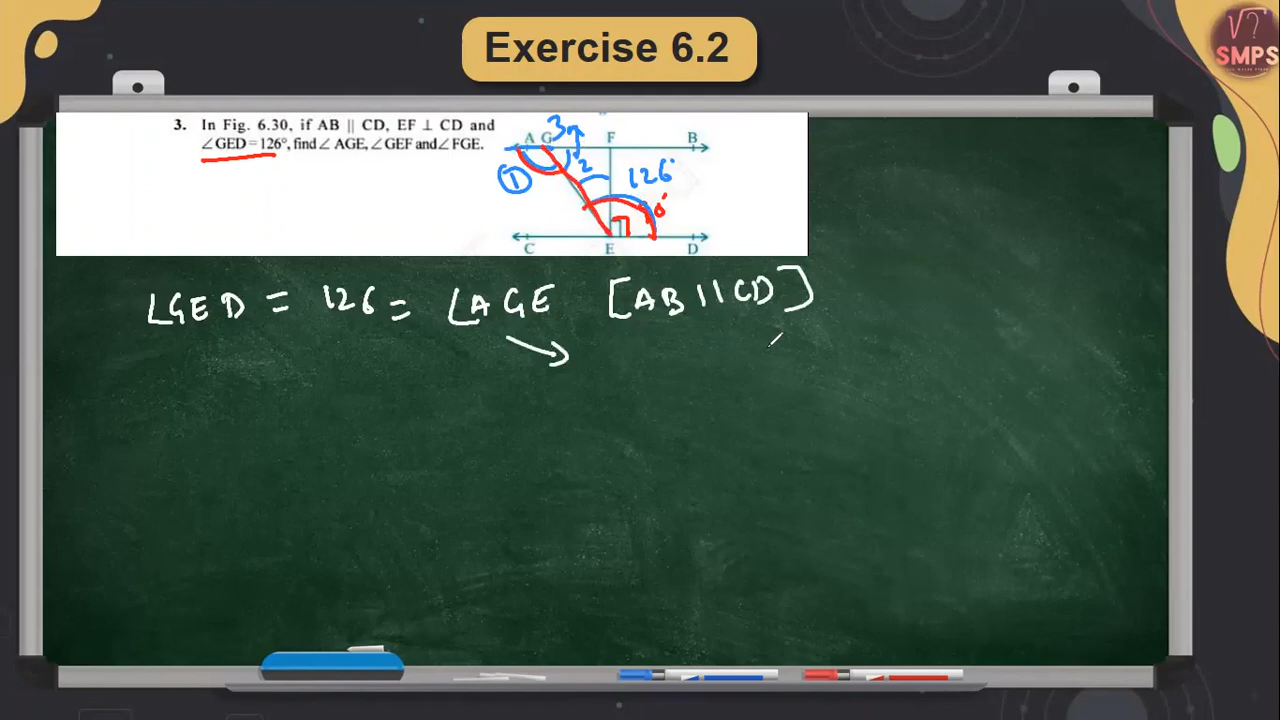 Exercise 6.2
√?
SMPS
3. In Fig. 6.30, if AB || CD, EF ⊥ CD and
∠GED = 126°, find ∠ AGE, ∠ GEF and ∠ FGE.
3
A G F B
1 2 126°
C E D
∠GED = 126 = ∠AGE [AB || CD]